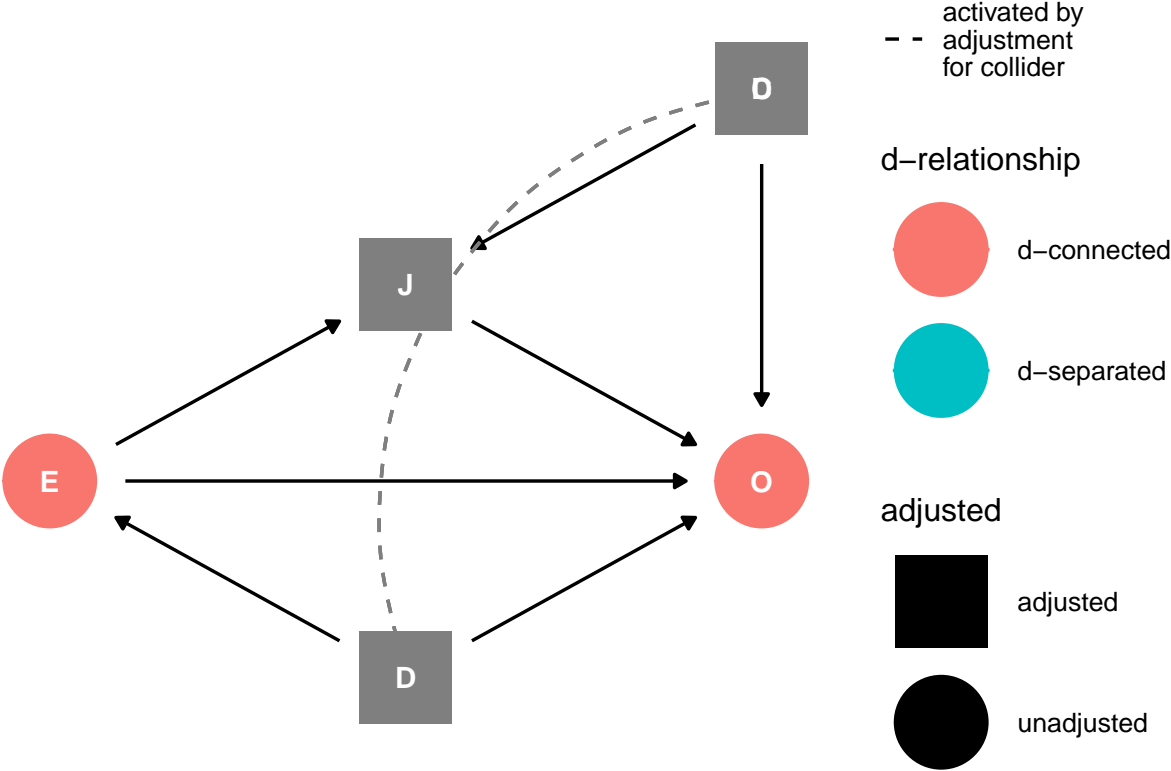 activated by
adjustment
for collider
J
E
O
D
d−relationship
d−connected
d−separated
adjusted
adjusted
unadjusted